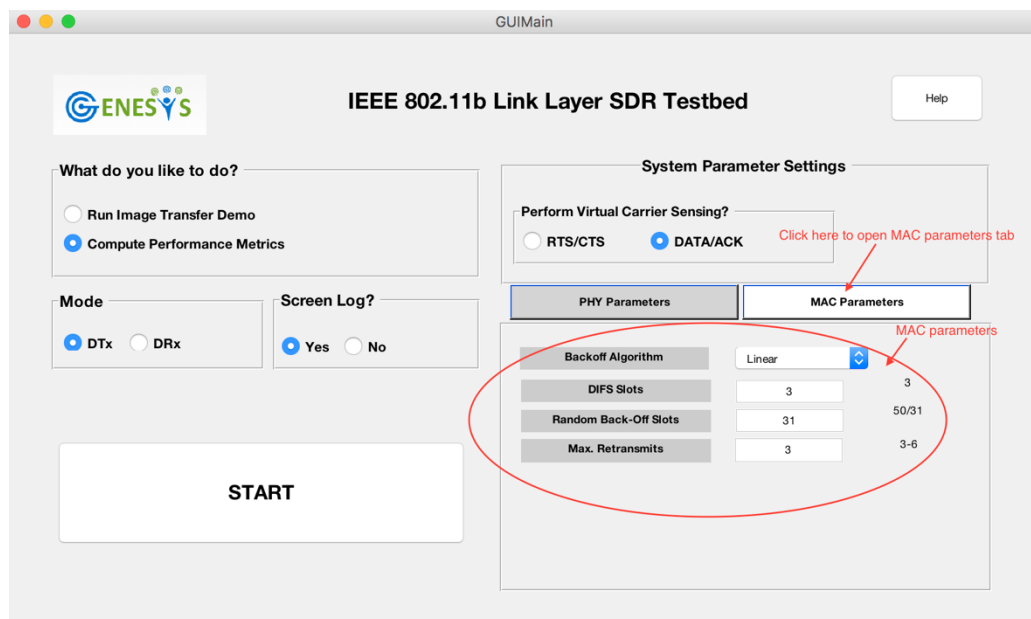 GUIMain
GENESYS
IEEE 802.11b Link Layer SDR Testbed
Help
What do you like to do?
Run Image Transfer Demo
Compute Performance Metrics
System Parameter Settings
Perform Virtual Carrier Sensing?
RTS/CTS
DATA/ACK
Click here to open MAC parameters tab
Mode
DTx
DRx
Screen Log?
Yes
No
PHY Parameters
MAC Parameters
MAC parameters
Backoff Algorithm
Linear
DIFS Slots
3
3
Random Back-Off Slots
31
50/31
Max. Retransmits
3
3-6
START